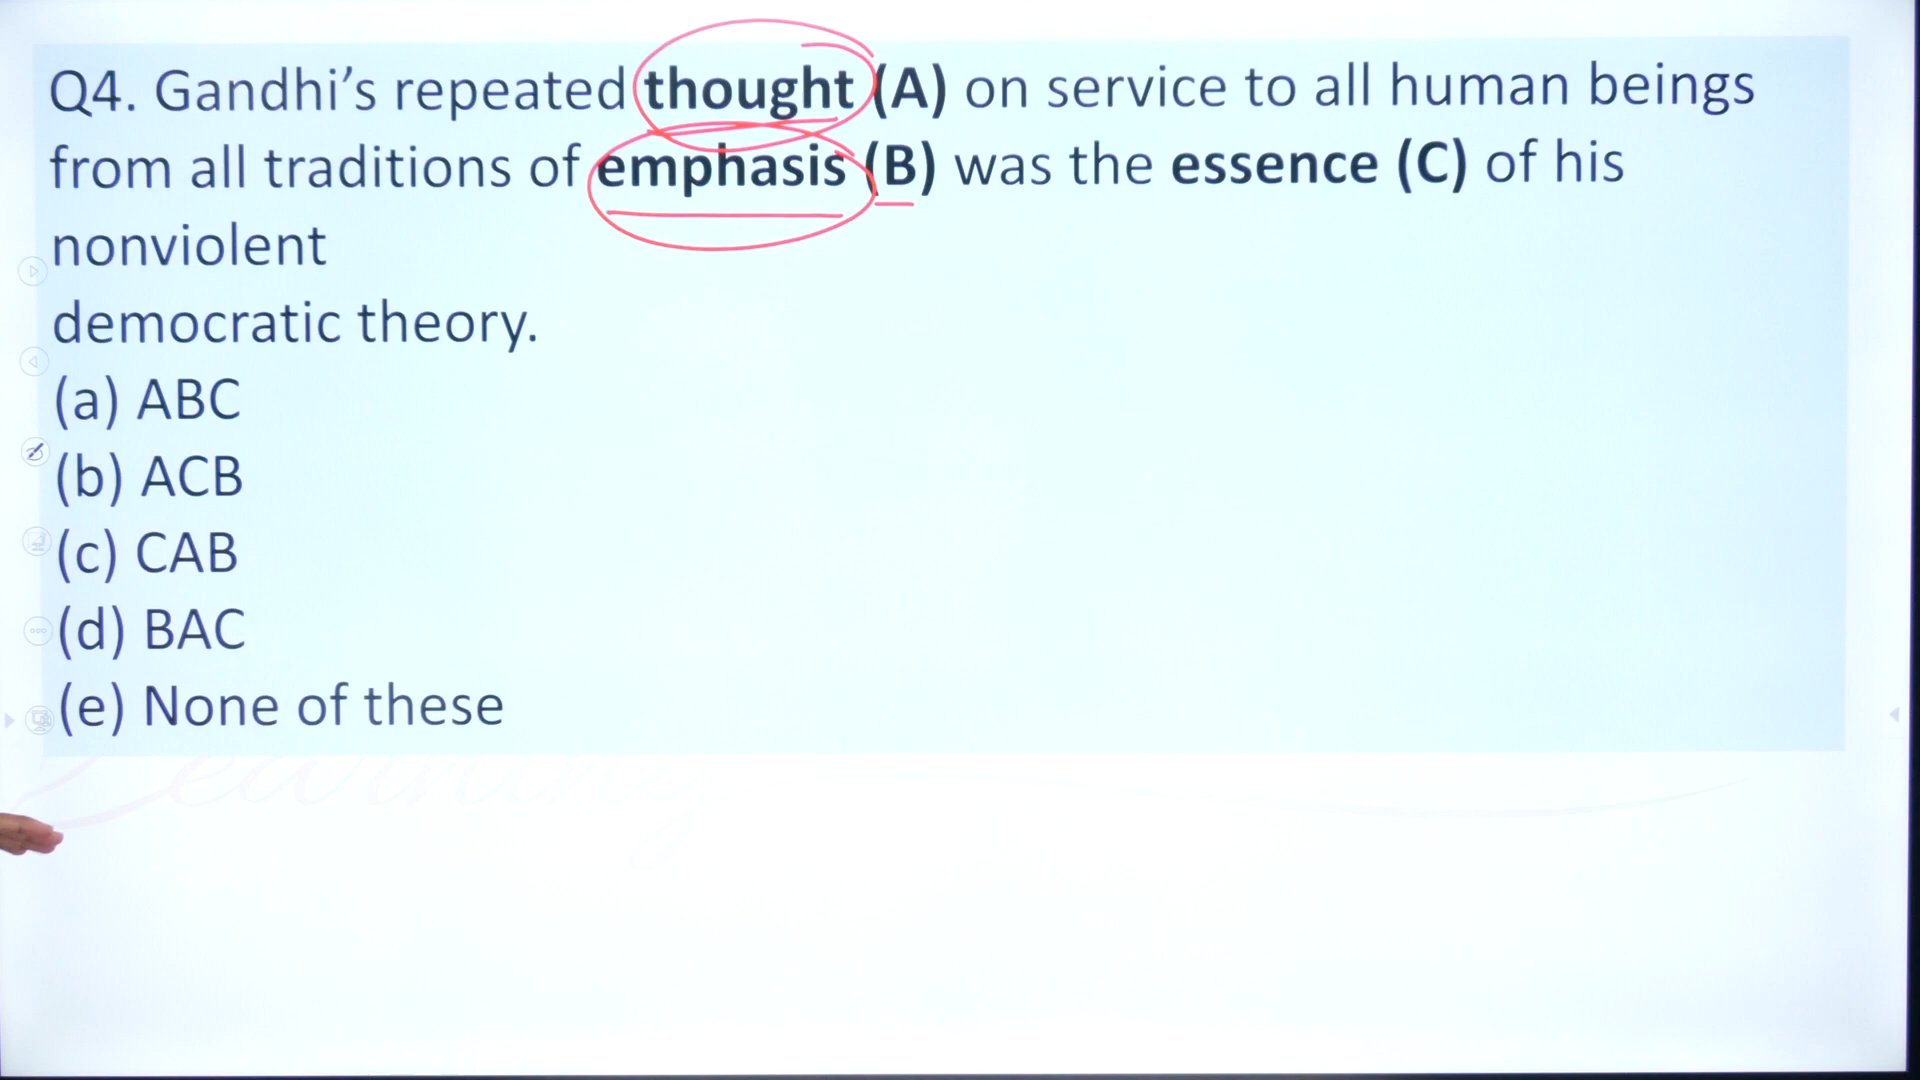 Q4. Gandhi’s repeated thought (A) on service to all human beings
from all traditions of emphasis (B) was the essence (C) of his
nonviolent
democratic theory.
(a) ABC
(b) ACB
(c) CAB
(d) BAC
(e) None of these
Learning